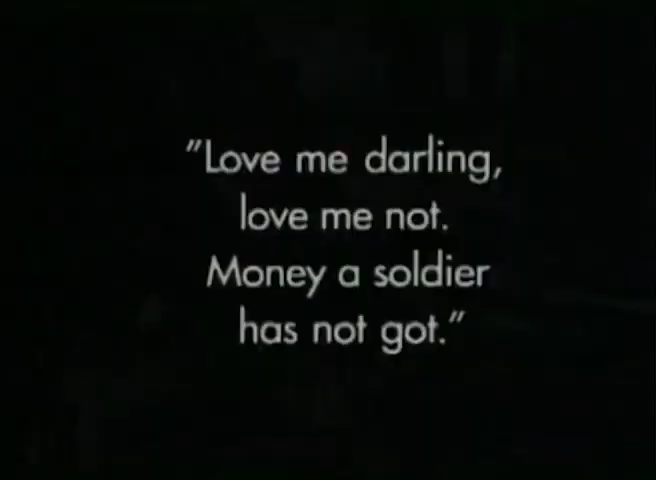 "Love me darling,
love me not.
Money a soldier
has not got."